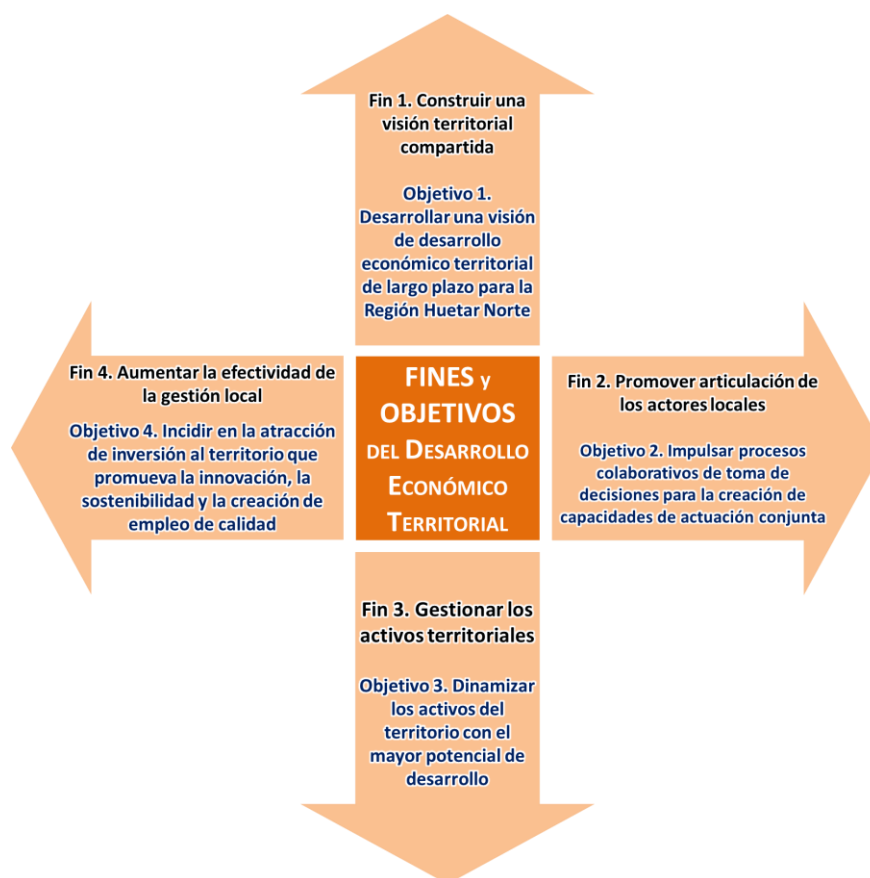 Fin 1. Construir una
visión territorial
compartida
Objetivo 1.
Desarrollar una visión
de desarrollo
económico territorial
de largo plazo para la
Región Huetar Norte
Fin 4. Aumentar la efectividad de
la gestión local
Objetivo 4. Incidir en la atracción
de inversión al territorio que
promueva la innovación, la
sostenibilidad y la creación de
empleo de calidad
FINES y
OBJETIVOS
DEL DESARROLLO
ECONÓMICO
TERRITORIAL
Fin 2. Promover articulación de
los actores locales
Objetivo 2. Impulsar procesos
colaborativos de toma de
decisiones para la creación de
capacidades de actuación conjunta
Fin 3. Gestionar los
activos territoriales
Objetivo 3. Dinamizar
los activos del
territorio con el
mayor potencial de
desarrollo